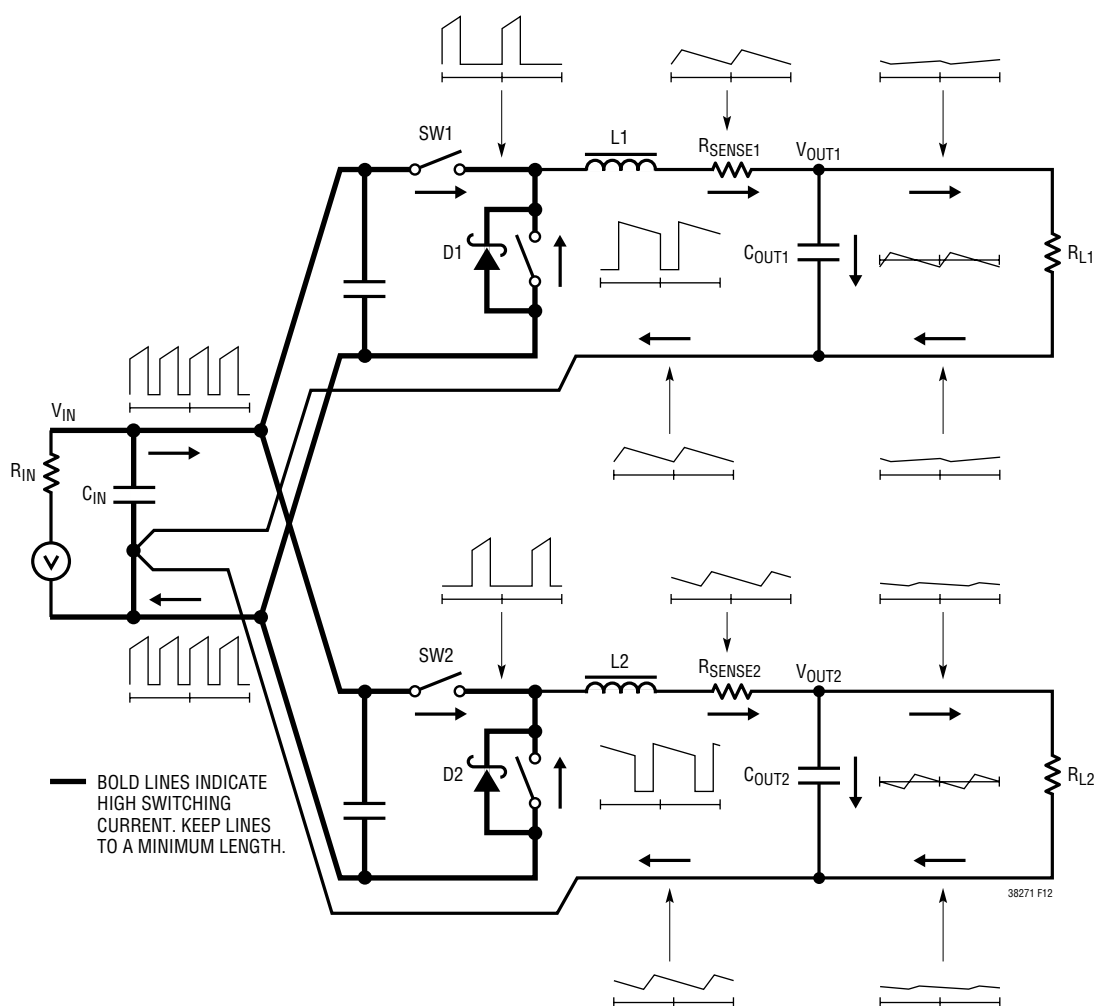 SW1
L1
RSENSE1
VOUT1
D1
COUT1
RL1
VIN
RIN
CIN
V
SW2
L2
RSENSE2
VOUT2
D2
COUT2
RL2
BOLD LINES INDICATE
HIGH SWITCHING
CURRENT. KEEP LINES
TO A MINIMUM LENGTH.
38271 F12